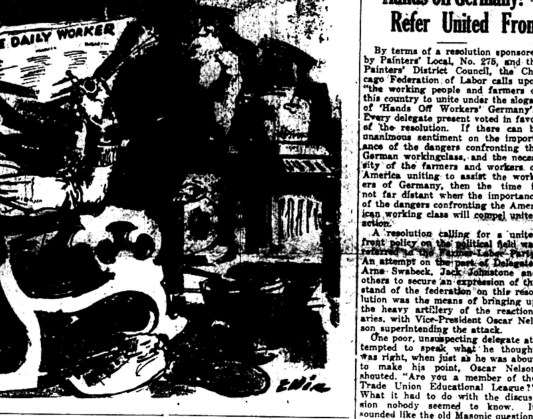 E DAILY WORKER
Hands off Germany!
Refer United Fron
By terms of a resolution sponsore
by Painters' Local, No. 275, and th
Painters' District Council, the Chi
cago Federation of Labor calls upo
"the working people and farmers o
this country to unite under the sloga
of 'Hands Off Workers' Germany'
Every delegate present voted in favo
of the resolution. If there can b
unanimous sentiment on the import
ance of the dangers confronting th
German workingclass, and the neces
sity of the farmers and workers o
America uniting to assist the work
ers of Germany, then the time i
not far distant when the importanc
of the dangers confronting the Amer
ican working class will compel unite
action.
A resolution calling for a unite
front policy on the political field wa
referred to the Farmer-Labor Party
An attempt on the part of Delegate
Arne Swabeck, Jack Johnstone an
others to secure an expression of th
stand of the federation on this reso
lution was the means of bringing u
the heavy artillery of the reaction
aries, with Vice-President Oscar Nel
son superintending the attack.
One poor, unsuspecting delegate at
tempted to speak what he though
was right, when just as he was abou
to make his point, Oscar Nelson
shouted. "Are you a member of th
Trade Union Educational League?"
What it had to do with the discus
sion nobody seemed to know. I
sounded like the old Masonic question